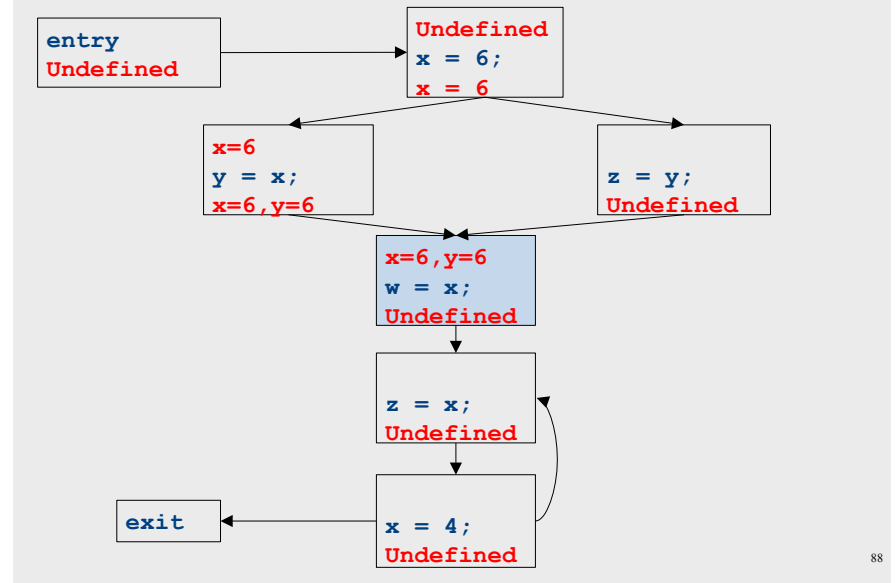 entry
Undefined
Undefined
x = 6;
x = 6
x=6
y = x;
x=6,y=6
z = y;
Undefined
x=6,y=6
w = x;
Undefined
z = x;
Undefined
exit
x = 4;
Undefined
88